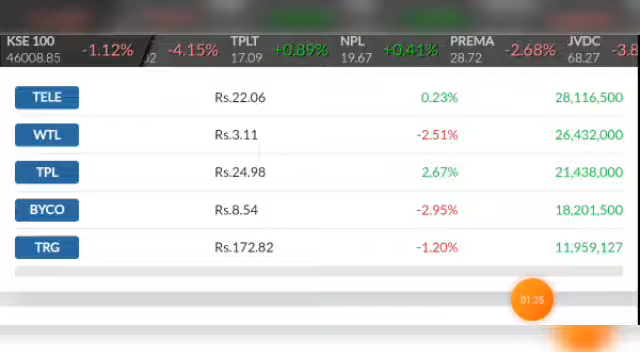 KSE 100 TPLT NPL PREMA JVDC
46008.85 -1.12% -4.15% 17.09 +0.89% 19.67 +0.41% 28.72 -2.68% 68.27 -3.8
TELE Rs.22.06 0.23% 28,116,500
WTL Rs.3.11 -2.51% 26,432,000
TPL Rs.24.98 2.67% 21,438,000
BYCO Rs.8.54 -2.95% 18,201,500
TRG Rs.172.82 -1.20% 11,959,127